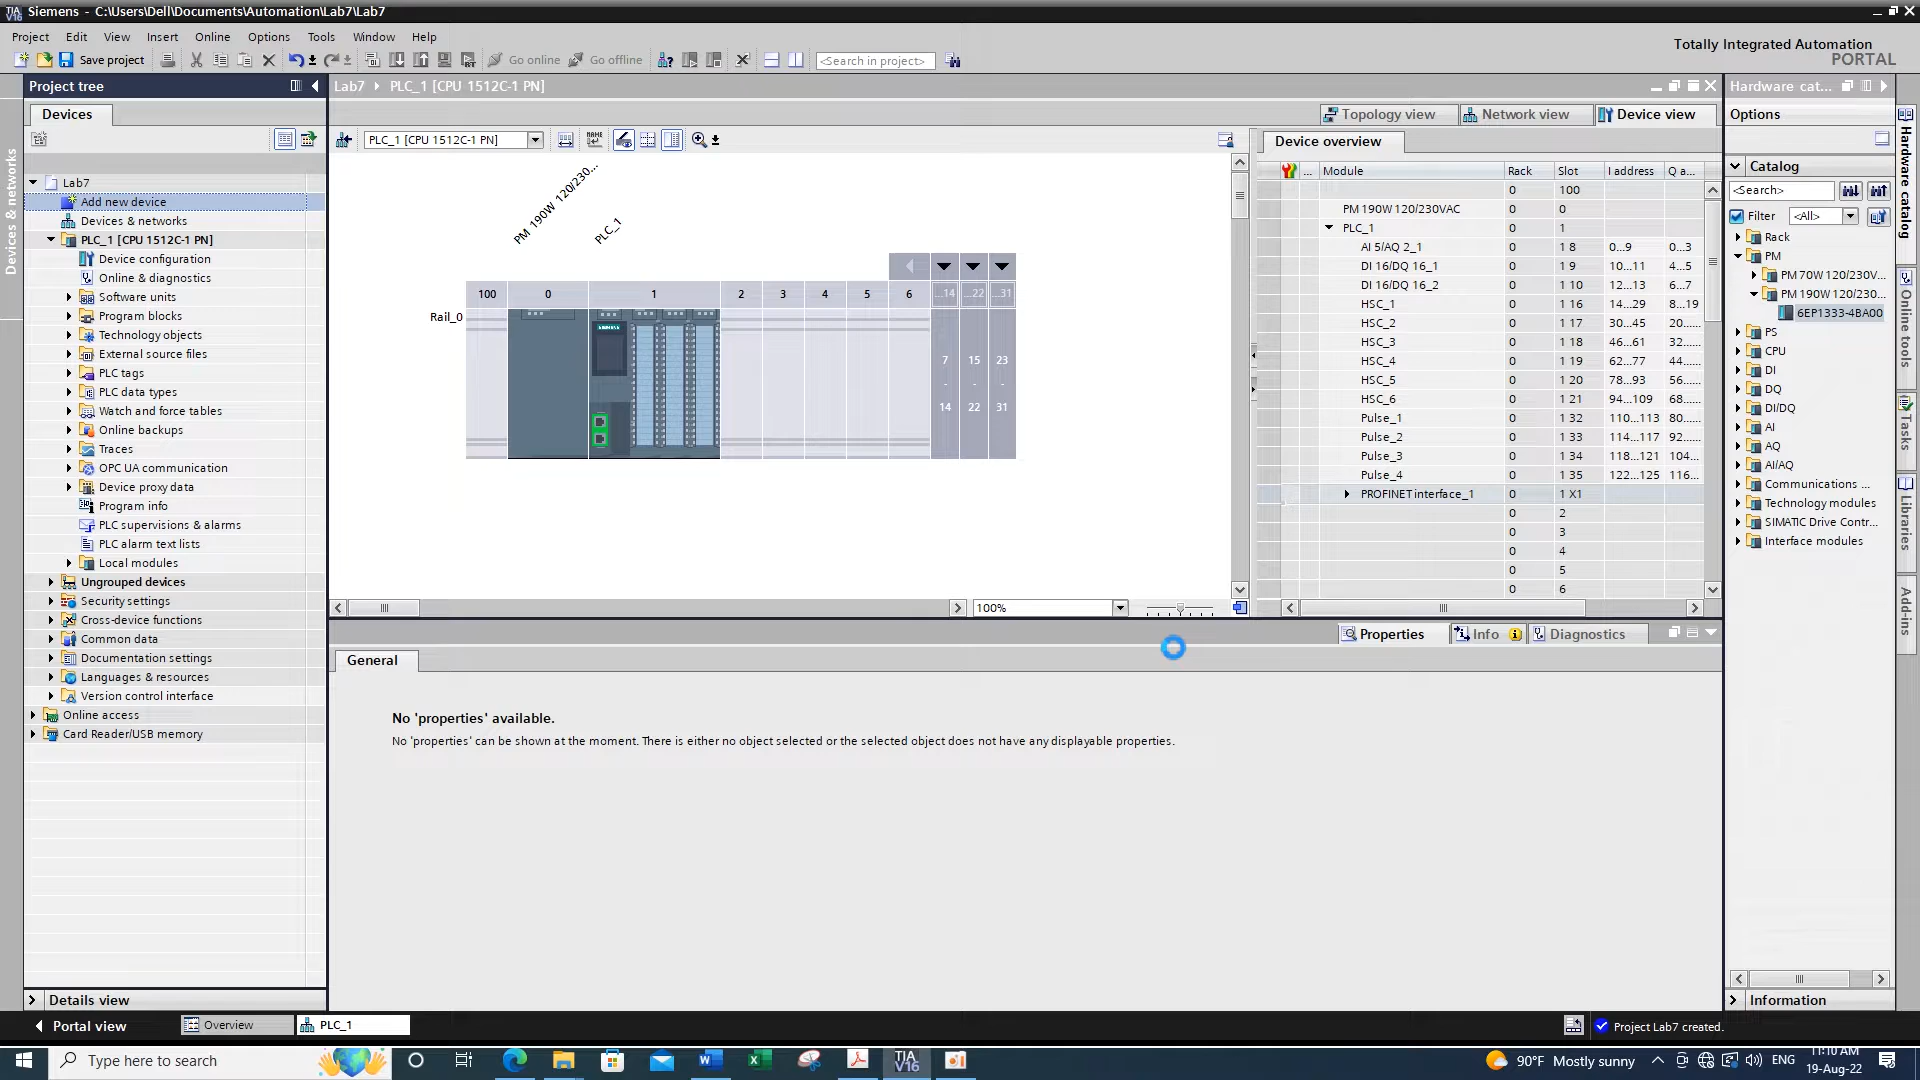 Siemens - C:\Users\Dell\Documents\Automation\Lab7\Lab7
Project Edit View Insert Online Options Tools Window Help
Totally Integrated Automation
PORTAL
Save project
Go online
Go offline
<Search in project>
Project tree
Lab7 PLC_1 [CPU 1512C-1 PN]
Hardware cat...
Devices
Topology view
Network view
Device view
Options
PLC_1 [CPU 1512C-1 PN]
Device overview
Devices & networks
Lab7
Add new device
Devices & networks
PLC_1 [CPU 1512C-1 PN]
Device configuration
Online & diagnostics
Software units
Program blocks
Technology objects
External source files
PLC tags
PLC data types
Watch and force tables
Online backups
Traces
OPC UA communication
Device proxy data
Program info
PLC supervisions & alarms
PLC alarm text lists
Local modules
Ungrouped devices
Security settings
Cross-device functions
Common data
Documentation settings
Languages & resources
Version control interface
Online access
Card Reader/USB memory
Details view
PM 190W 120/230...
PLC_1
100 0 1 2 3 4 5 6 ...14 ...22 ...31
Rail_0
SIEMENS
7 15 23
- - -
14 22 31
100%
... Module Rack Slot I address Q a...
0 100
PM 190W 120/230VAC 0 0
PLC_1 0 1
AI 5/AQ 2_1 0 1 8 0...9 0...3
DI 16/DQ 16_1 0 1 9 10...11 4...5
DI 16/DQ 16_2 0 1 10 12...13 6...7
HSC_1 0 1 16 14...29 8...19
HSC_2 0 1 17 30...45 20......
HSC_3 0 1 18 46...61 32......
HSC_4 0 1 19 62...77 44......
HSC_5 0 1 20 78...93 56......
HSC_6 0 1 21 94...109 68......
Pulse_1 0 1 32 110...113 80......
Pulse_2 0 1 33 114...117 92......
Pulse_3 0 1 34 118...121 104...
Pulse_4 0 1 35 122...125 116...
PROFINET interface_1 0 1 X1
0 2
0 3
0 4
0 5
0 6
Catalog
<Search>
Filter <All>
Rack
PM
PM 70W 120/230V...
PM 190W 120/230...
6EP1333-4BA00
PS
CPU
DI
DQ
DI/DQ
AI
AQ
AI/AQ
Communications ...
Technology modules
SIMATIC Drive Contr...
Interface modules
Information
Hardware catalog
Online tools
Tasks
Libraries
Add-ins
Properties
Info
Diagnostics
General
No 'properties' available.
No 'properties' can be shown at the moment. There is either no object selected or the selected object does not have any displayable properties.
Portal view
Overview
PLC_1
Project Lab7 created.
Type here to search
TIA
V16
90°F Mostly sunny
ENG
11:10 AM
19-Aug-22